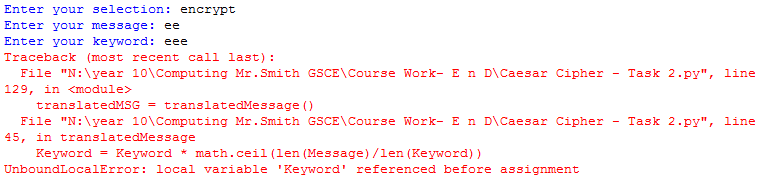 Enter your selection: encrypt
Enter your message: ee
Enter your keyword: eee
Traceback (most recent call last):
  File "N:\year 10\Computing Mr.Smith GSCE\Course Work- E n D\Caesar Cipher - Task 2.py", line
129, in <module>
    translatedMSG = translatedMessage()
  File "N:\year 10\Computing Mr.Smith GSCE\Course Work- E n D\Caesar Cipher - Task 2.py", line
45, in translatedMessage
    Keyword = Keyword * math.ceil(len(Message)/len(Keyword))
UnboundLocalError: local variable 'Keyword' referenced before assignment